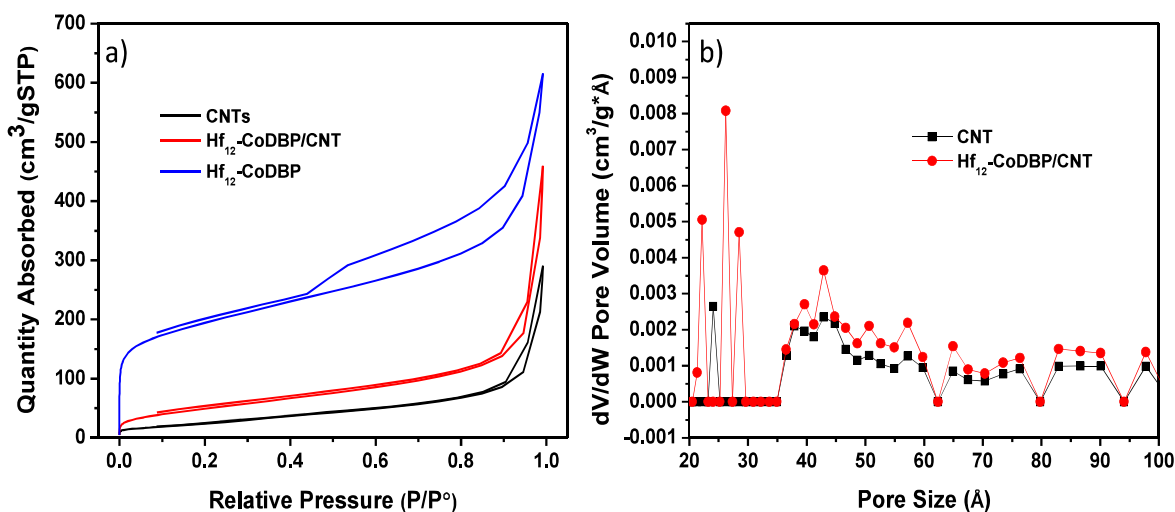 a)
Quantity Absorbed (cm³/gSTP)
700
600
500
400
300
200
100
0
CNTs
Hf₁₂-CoDBP/CNT
Hf₁₂-CoDBP
0.0 0.2 0.4 0.6 0.8 1.0
Relative Pressure (P/P°)
b)
dV/dW Pore Volume (cm³/g*Å)
0.010
0.009
0.008
0.007
0.006
0.005
0.004
0.003
0.002
0.001
0.000
-0.001
CNT
Hf₁₂-CoDBP/CNT
20 30 40 50 60 70 80 90 100
Pore Size (Å)